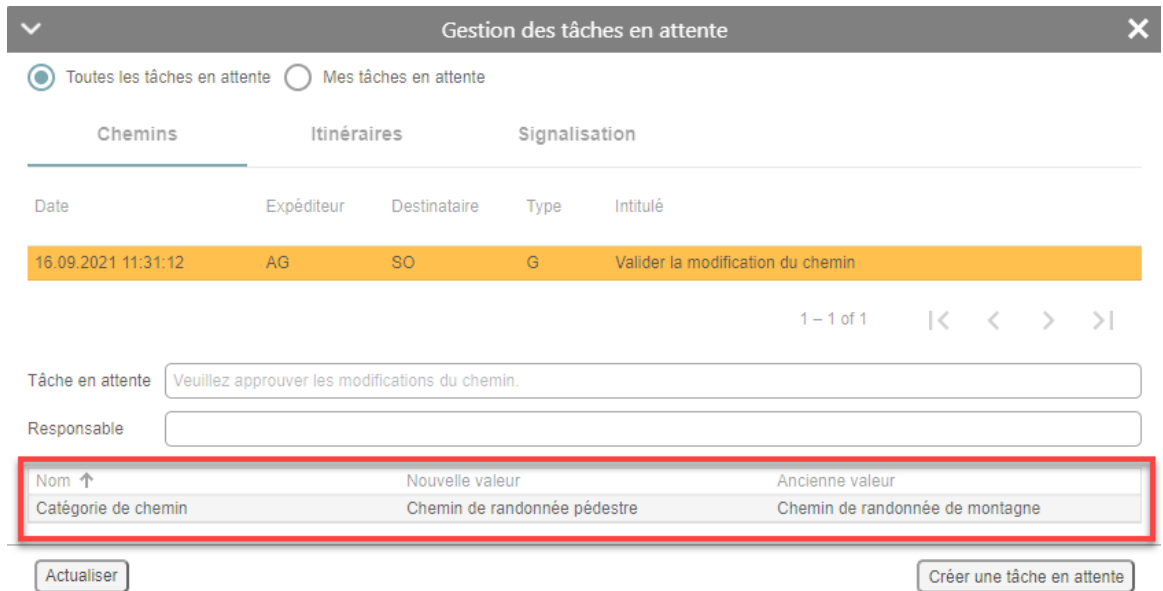 Gestion des tâches en attente
Toutes les tâches en attente Mes tâches en attente
Chemins Itinéraires Signalisation
Date Expéditeur Destinataire Type Intitulé
16.09.2021 11:31:12 AG SO G Valider la modification du chemin
1 – 1 of 1
Tâche en attente Veuillez approuver les modifications du chemin.
Responsable
Nom Nouvelle valeur Ancienne valeur
Catégorie de chemin Chemin de randonnée pédestre Chemin de randonnée de montagne
Actualiser Créer une tâche en attente